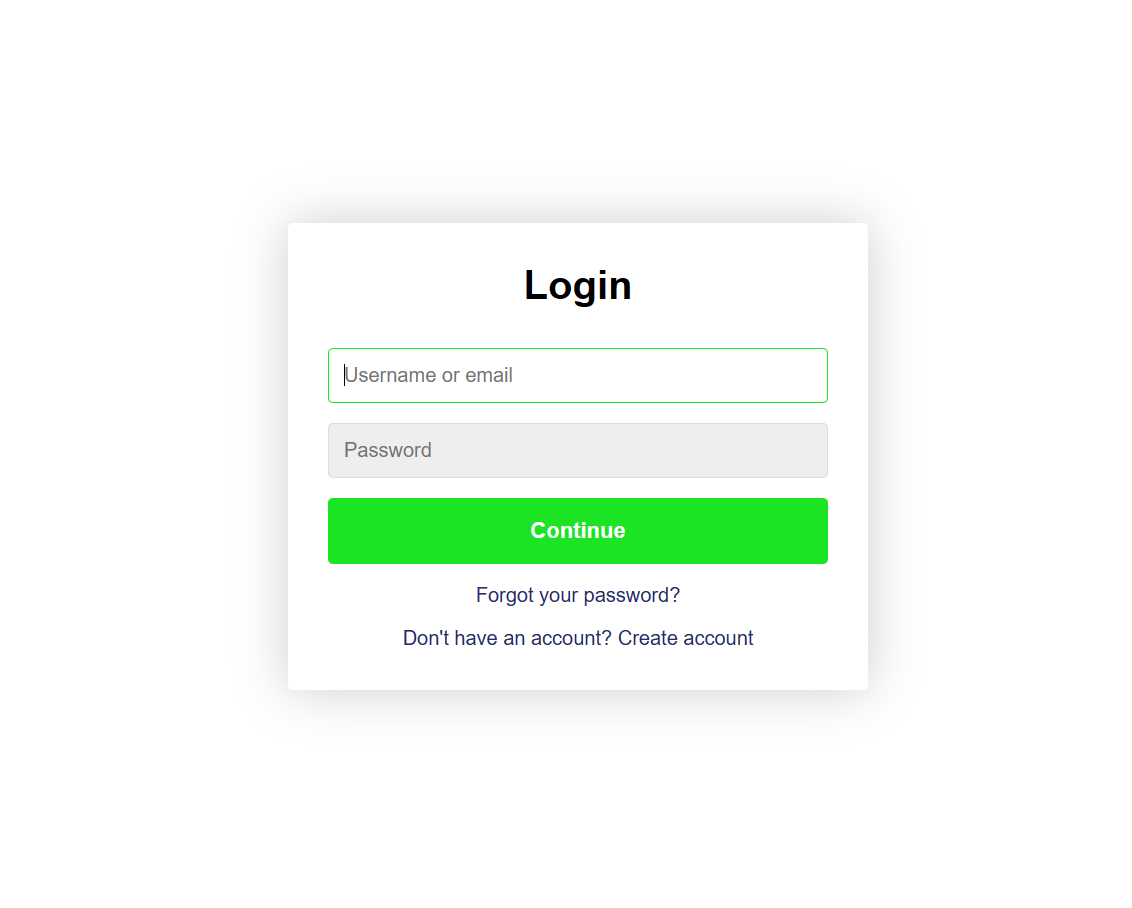 Login
Username or email
Password
Continue
Forgot your password?
Don't have an account? Create account